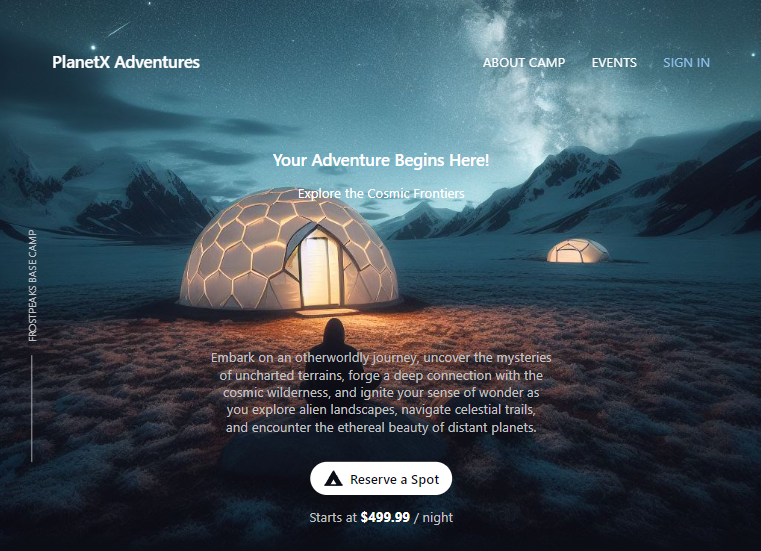 PlanetX Adventures
ABOUT CAMP
EVENTS
SIGN IN
Your Adventure Begins Here!
Explore the Cosmic Frontiers
FROSTPEAKS BASE CAMP
Embark on an otherworldly journey, uncover the mysteries
of uncharted terrains, forge a deep connection with the
cosmic wilderness, and ignite your sense of wonder as
you explore alien landscapes, navigate celestial trails,
and encounter the ethereal beauty of distant planets.
Reserve a Spot
Starts at $499.99 / night